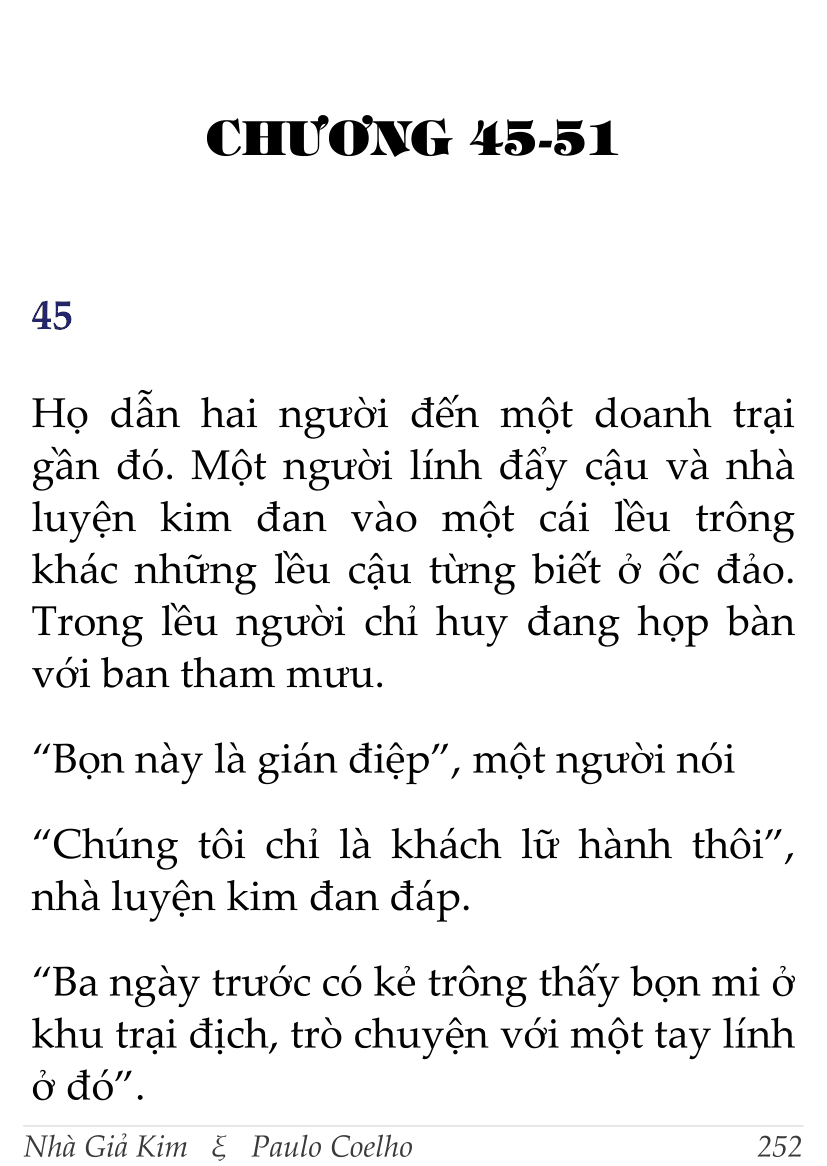 CHƯƠNG 45-51
45
Họ dẫn hai người đến một doanh trại
gần đó. Một người lính đẩy cậu và nhà
luyện kim đan vào một cái lều trông
khác những lều cậu từng biết ở ốc đảo.
Trong lều người chỉ huy đang họp bàn
với ban tham mưu.
“Bọn này là gián điệp”, một người nói
“Chúng tôi chỉ là khách lữ hành thôi”,
nhà luyện kim đan đáp.
“Ba ngày trước có kẻ trông thấy bọn mi ở
khu trại địch, trò chuyện với một tay lính
ở đó”.
Nhà Giả Kim ξ Paulo Coelho 252